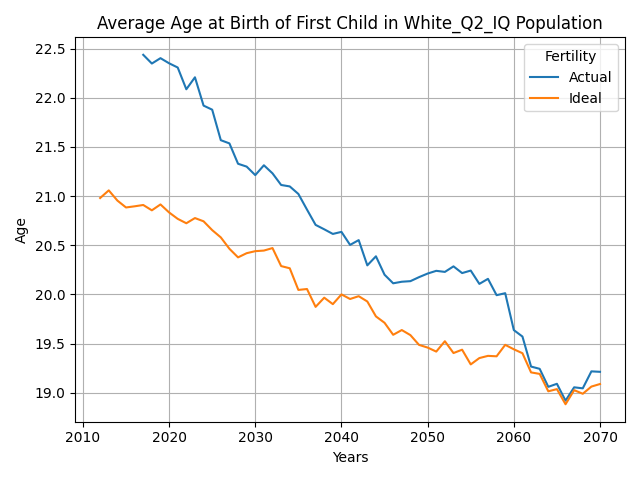 Average Age at Birth of First Child in White_Q2_IQ Population
Fertility
Actual
Ideal
22.5
22.0
21.5
21.0
20.5
20.0
19.5
19.0
Age
2010 2020 2030 2040 2050 2060 2070
Years